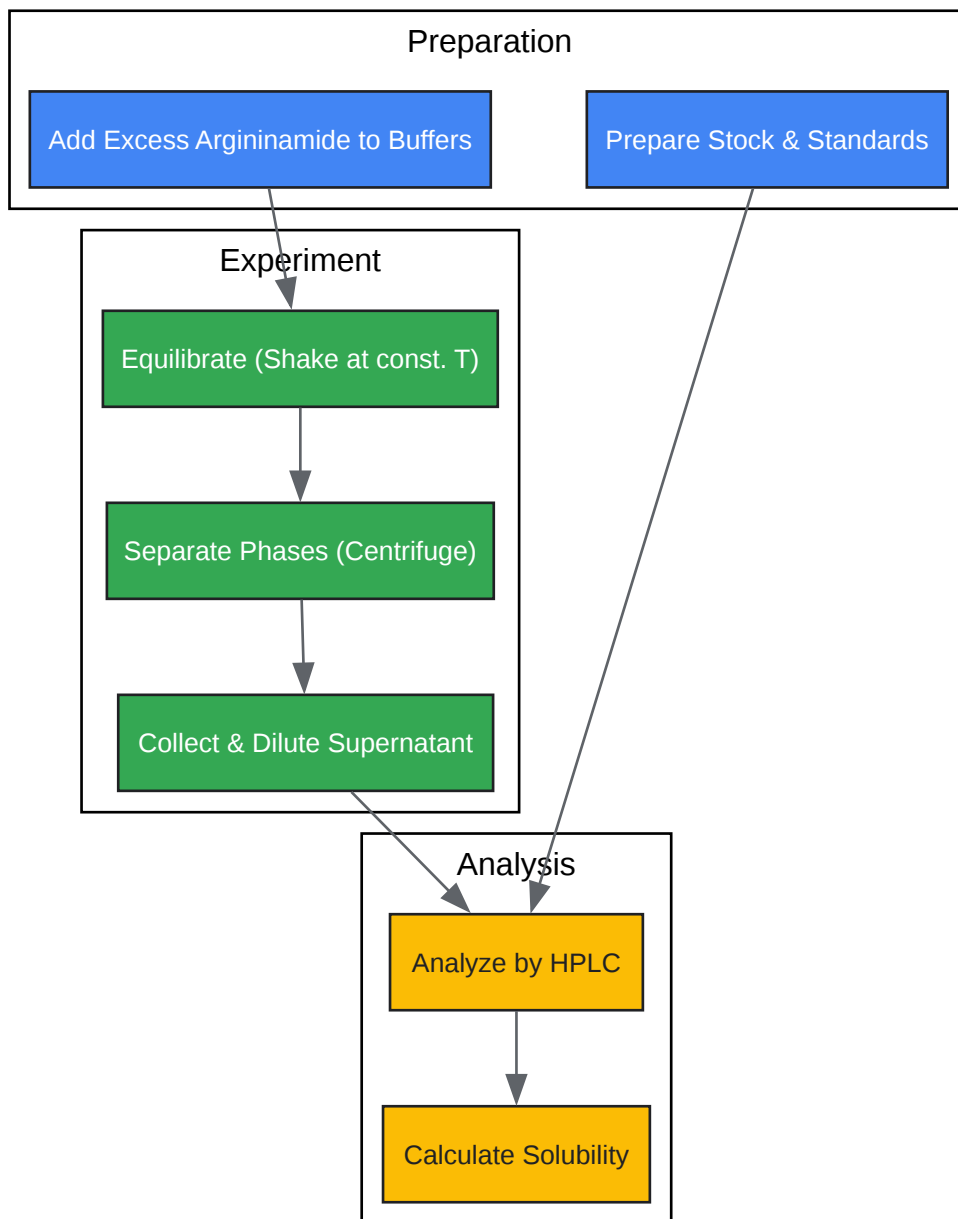 Preparation
Add Excess Argininamide to Buffers
Prepare Stock & Standards
Experiment
Equilibrate (Shake at const. T)
Separate Phases (Centrifuge)
Collect & Dilute Supernatant
Analysis
Analyze by HPLC
Calculate Solubility